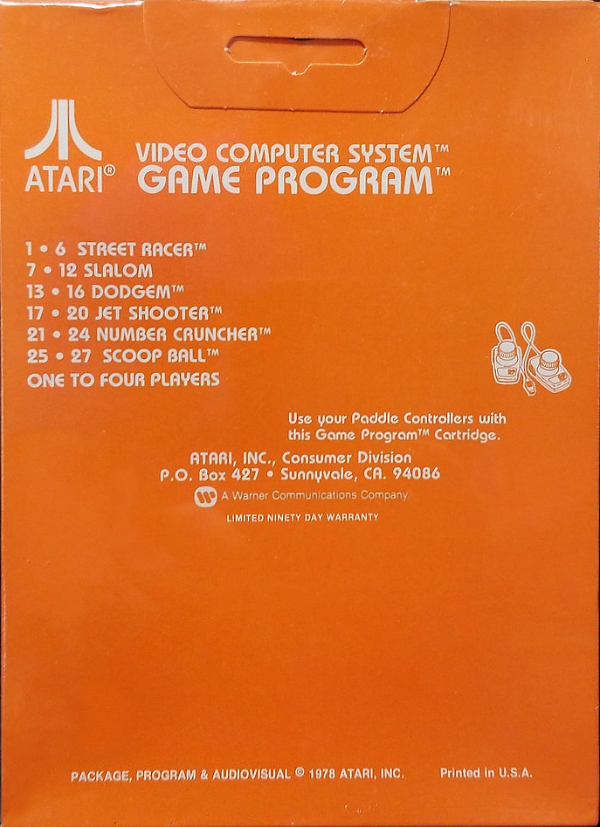 ATARI®
VIDEO COMPUTER SYSTEM™
GAME PROGRAM™
1 • 6 STREET RACER™
7 • 12 SLALOM
13 • 16 DODGEM™
17 • 20 JET SHOOTER™
21 • 24 NUMBER CRUNCHER™
25 • 27 SCOOP BALL™
ONE TO FOUR PLAYERS
Use your Paddle Controllers with
this Game Program™ Cartridge.
ATARI, INC., Consumer Division
P.O. Box 427 • Sunnyvale, CA. 94086
A Warner Communications Company
LIMITED NINETY DAY WARRANTY
PACKAGE, PROGRAM & AUDIOVISUAL © 1978 ATARI, INC.
Printed in U.S.A.